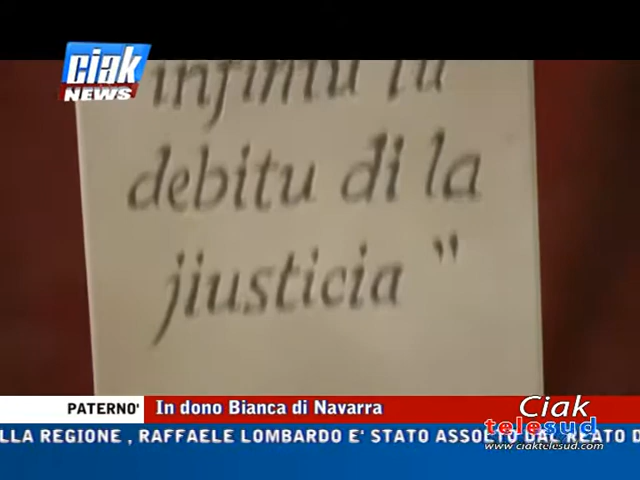 ciak
NEWS
infimu lu
debitu di la
jiusticia "
PATERNO' In dono Bianca di Navarra
Ciak
telesud
www.ciaktelesud.com
LLA REGIONE , RAFFAELE LOMBARDO E' STATO ASSOLTO DAL REATO D